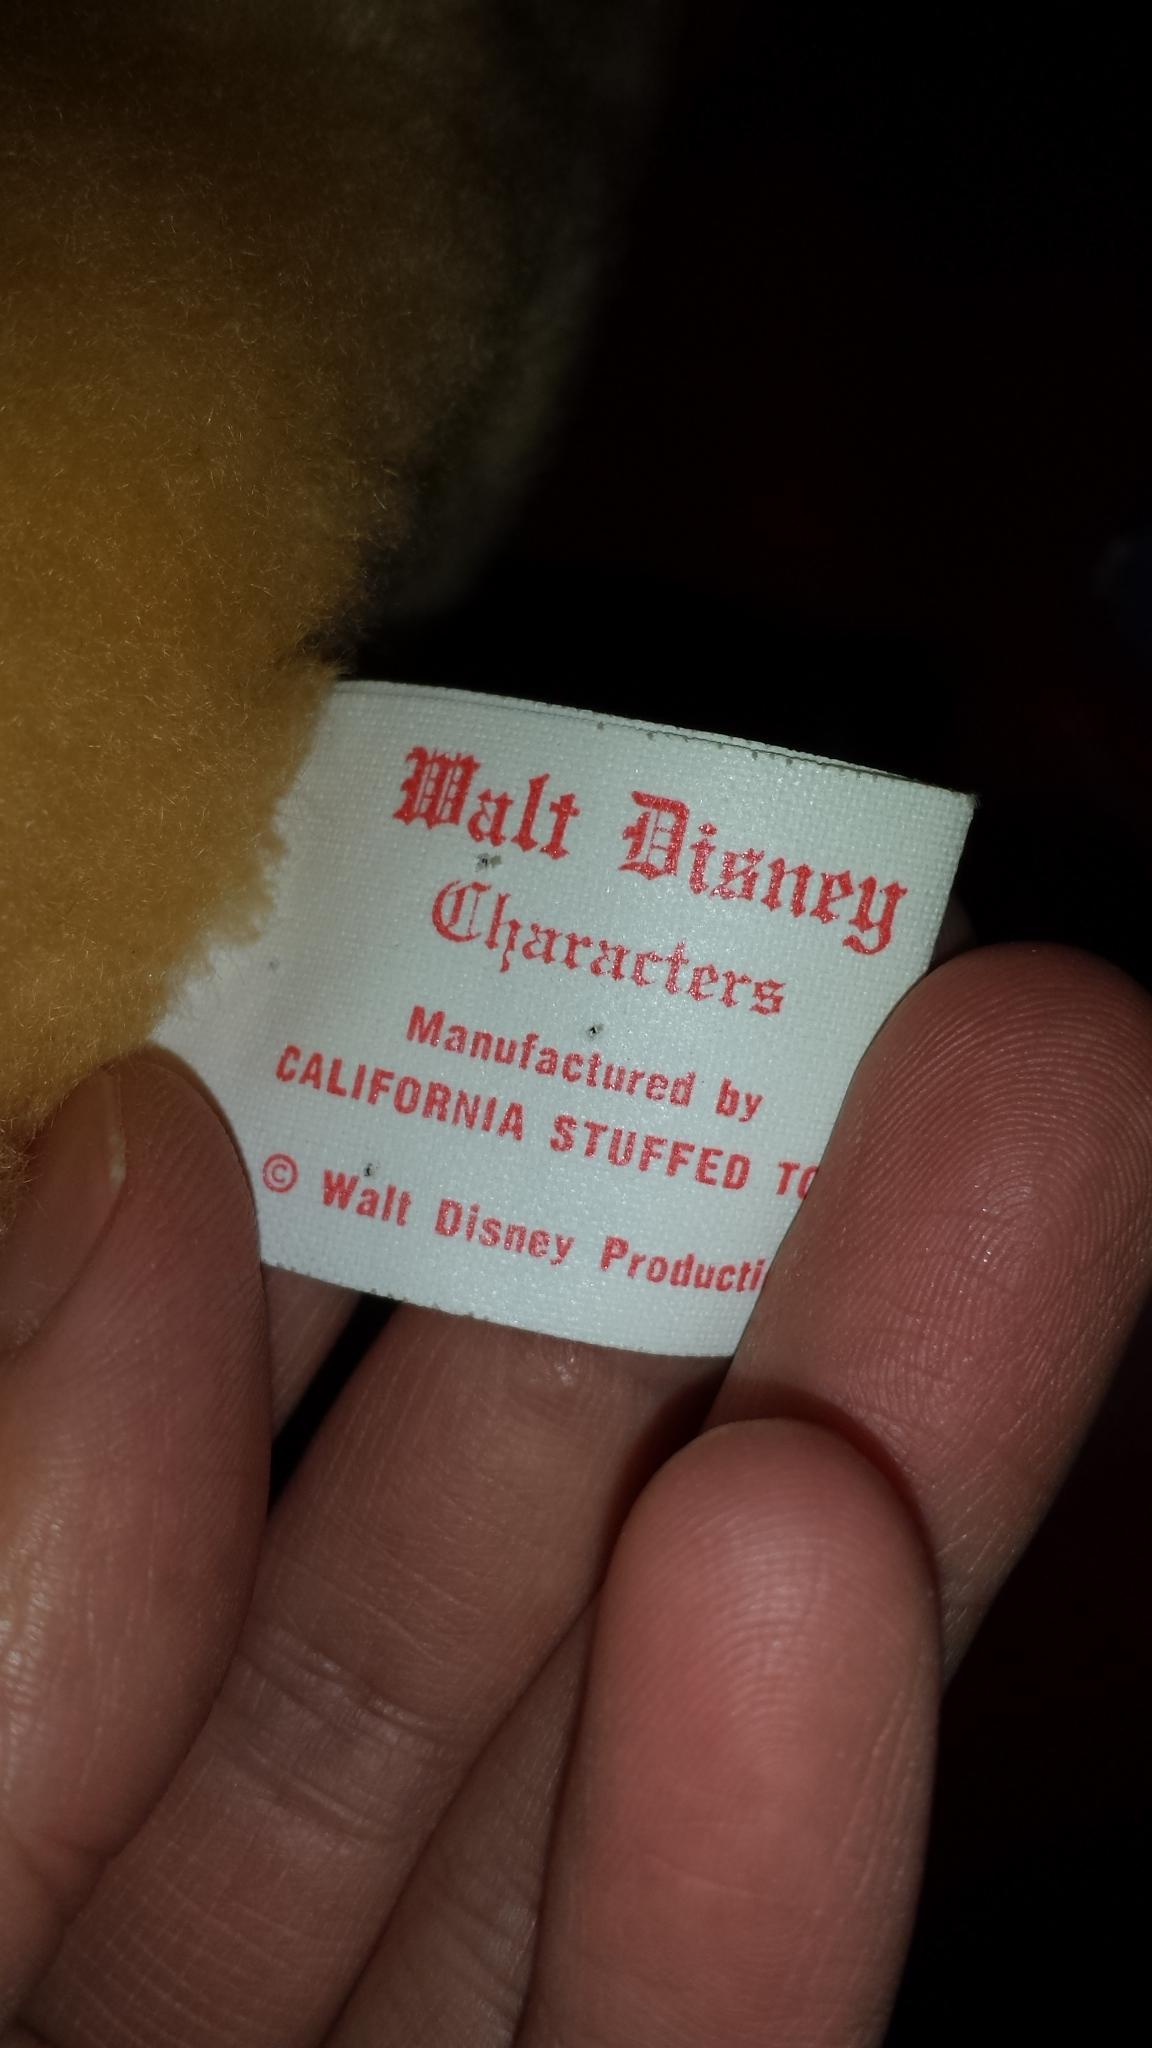 Walt Disney
Characters
Manufactured by
CALIFORNIA STUFFED TO
© Walt Disney Producti